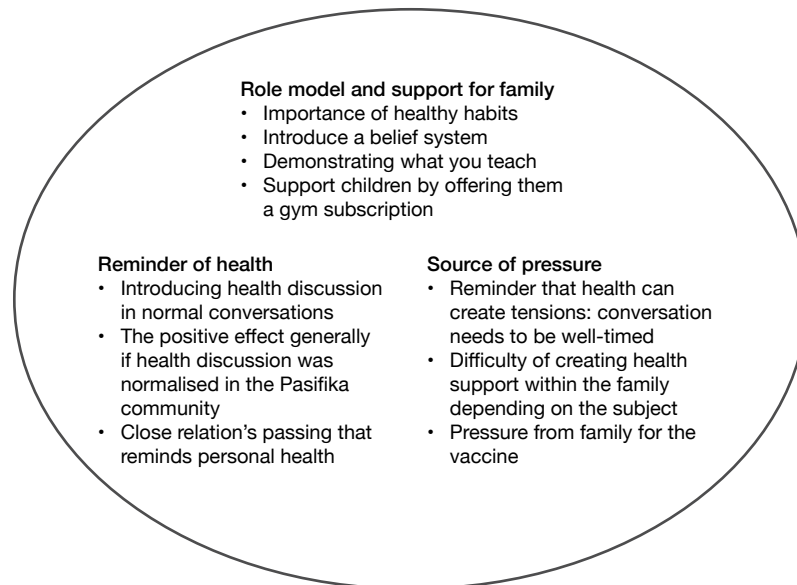 Role model and support for family
• Importance of healthy habits
• Introduce a belief system
• Demonstrating what you teach
• Support children by offering them
a gym subscription
Reminder of health
• Introducing health discussion
in normal conversations
• The positive effect generally
if health discussion was
normalised in the Pasifika
community
• Close relation's passing that
reminds personal health
Source of pressure
• Reminder that health can
create tensions: conversation
needs to be well-timed
• Difficulty of creating health
support within the family
depending on the subject
• Pressure from family for the
vaccine